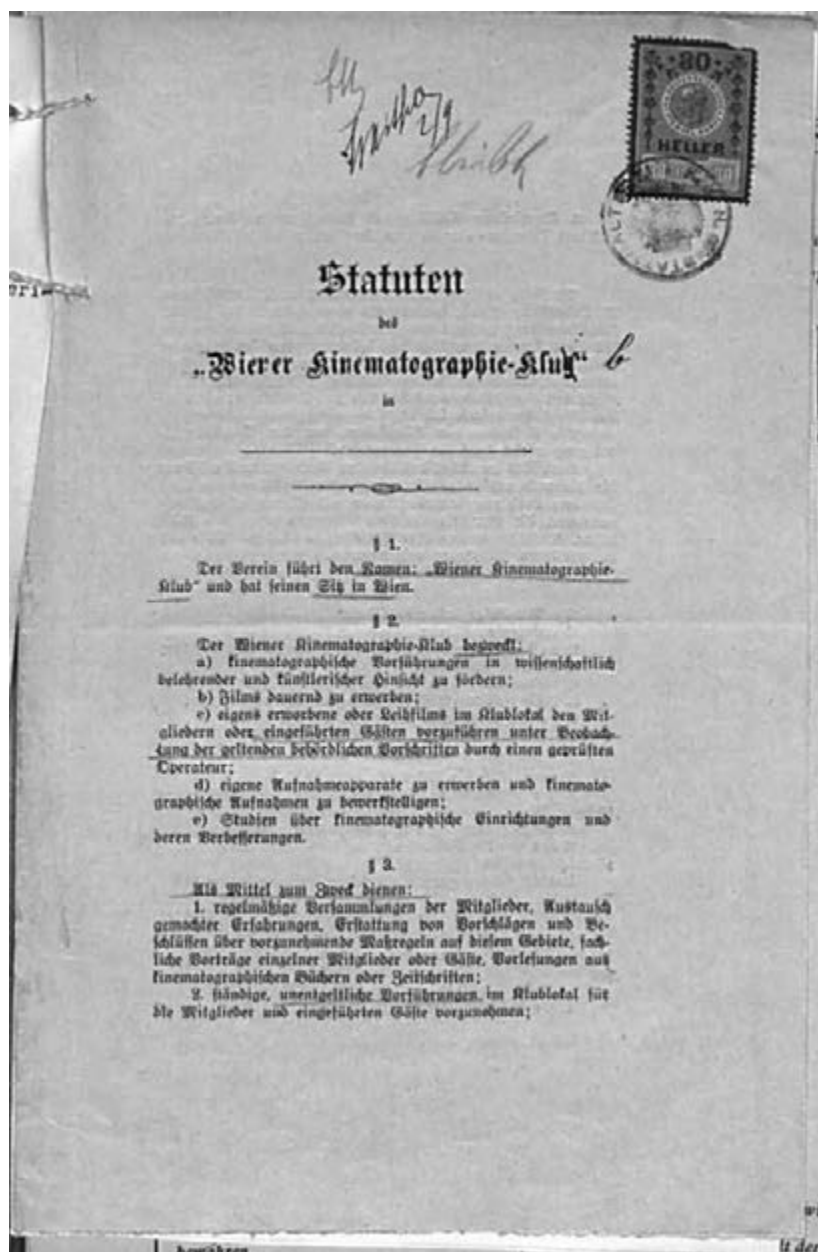 80
HELLER
Statuten
des
„Wierer Kinematographie-Klug“ b
in
§ 1.
Der Verein führt den Namen: „Wiener Kinematographie-
Klub“ und hat seinen Sitz in Wien.
§ 2.
Der Wiener Kinematographie-Klub bezweckt:
a) kinematographische Vorführungen in wissenschaftlich
belehrender und künstlerischer Hinsicht zu fördern;
b) Films dauernd zu erwerben;
c) eigens erworbene oder Leihfilms im Klublokal den Mit-
gliedern oder eingeführten Gästen vorzuführen unter Beobach-
tung der geltenden behördlichen Vorschriften durch einen geprüften
Operateur;
d) eigene Aufnahmeapparate zu erwerben und kinemato-
graphische Aufnahmen zu bewerkstelligen;
e) Studien über kinematographische Einrichtungen und
deren Verbesserungen.
§ 3.
Als Mittel zum Zweck dienen:
1. regelmäßige Versammlungen der Mitglieder, Austausch
gemachter Erfahrungen, Erstattung von Vorschlägen und Be-
schlüssen über vorzunehmende Maßregeln auf diesem Gebiete, fach-
liche Vorträge einzelner Mitglieder oder Gäste, Vorlesungen aus
kinematographischen Büchern oder Zeitschriften;
2. ständige, unentgeltliche Vorführungen im Klublokal für
die Mitglieder und eingeführten Gäste vorzunehmen;